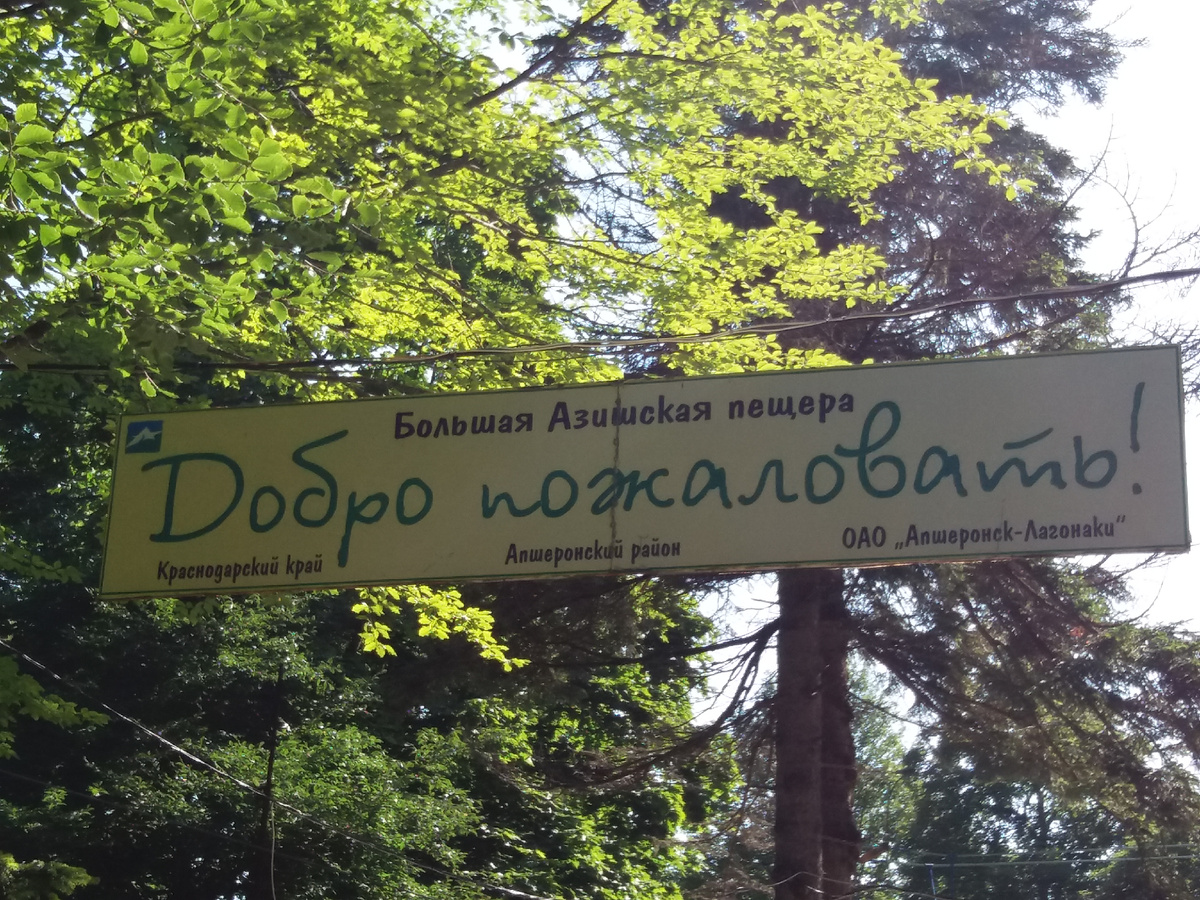 Большая Азишская пещера
Добро пожаловать!
Краснодарский край
Апшеронский район
ОАО „Апшеронск-Лагонаки”